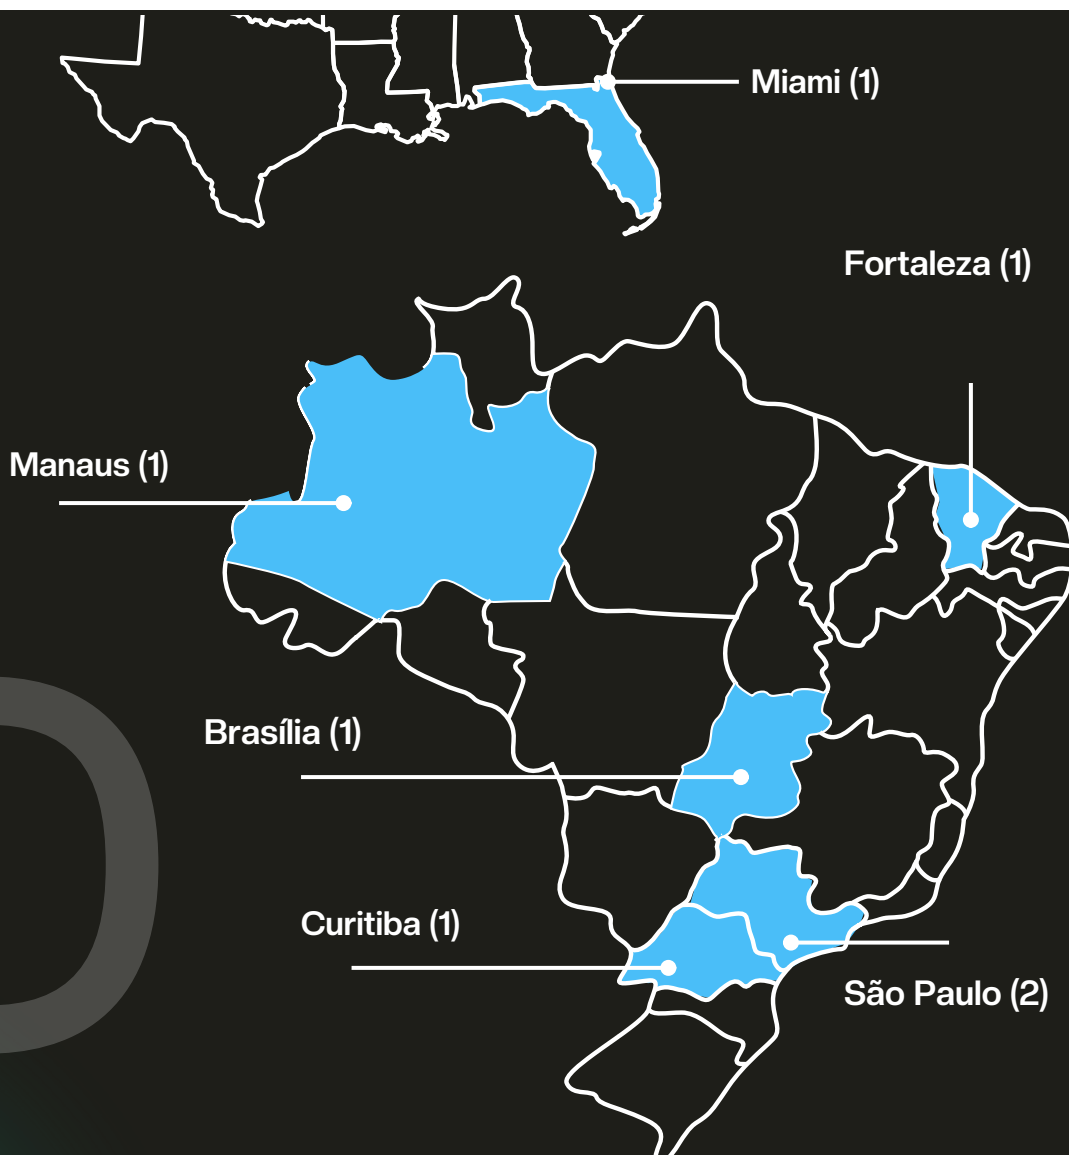 Miami (1)
Fortaleza (1)
Manaus (1)
Brasília (1)
Curitiba (1)
São Paulo (2)